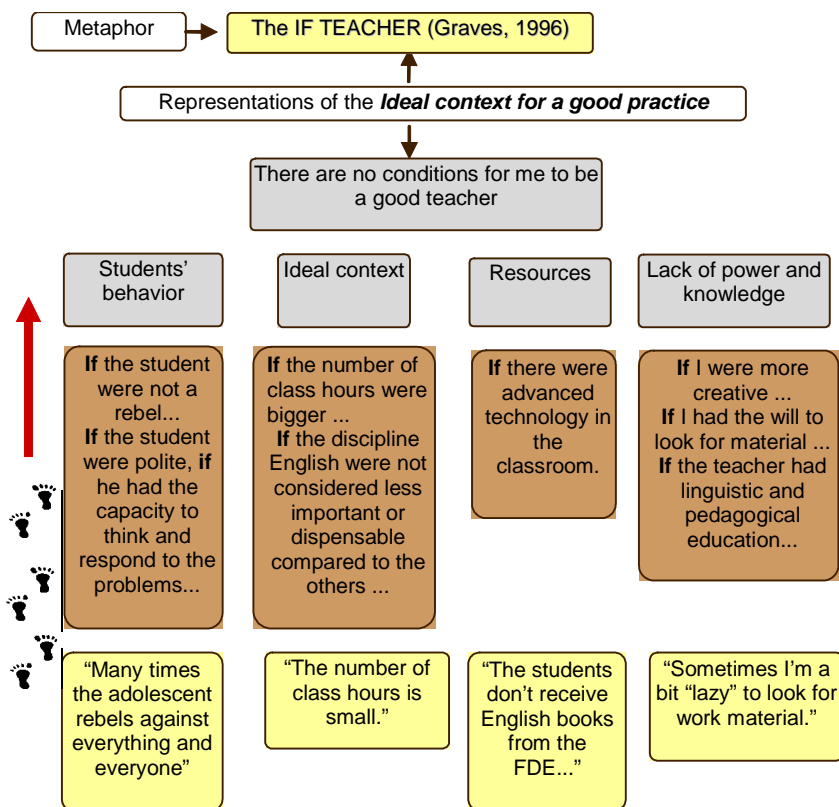 Metaphor
The IF TEACHER (Graves, 1996)
Representations of the Ideal context for a good practice
There are no conditions for me to be
a good teacher
Students'
behavior
Ideal context
Resources
Lack of power and
knowledge
If the student
were not a
rebel...
If the student
were polite, if
he had the
capacity to
think and
respond to the
problems...
If the number of
class hours were
bigger ...
If the discipline
English were not
considered less
important or
dispensable
compared to the
others ...
If there were
advanced
technology in
the
classroom.
If I were more
creative ...
If I had the will to
look for material ...
If the teacher had
linguistic and
pedagogical
education...
“Many times
the adolescent
rebels against
everything and
everyone”
“The number of
class hours is
small.”
“The students
don’t receive
English books
from the
FDE...”
“Sometimes I’m a
bit “lazy” to look for
work material.”